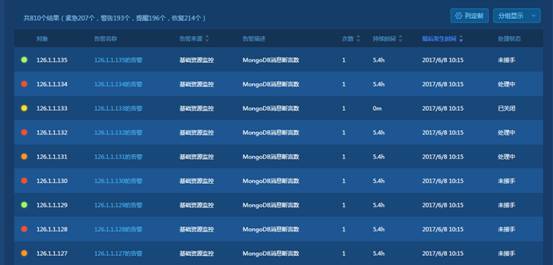 共810个结果（紧急207个，警告193个，提醒196个，恢复214个）
列定制 分组显示
对象 告警名称 告警来源 告警描述 次数 持续时间 最后发生时间 处理状态
126.1.1.135 126.1.1.135的告警 基础资源监控 MongoDB消息断言数 1 5.4h 2017/6/8 10:15 未接手
126.1.1.134 126.1.1.134的告警 基础资源监控 MongoDB消息断言数 1 5.4h 2017/6/8 10:15 处理中
126.1.1.133 126.1.1.133的告警 基础资源监控 MongoDB消息断言数 1 0m 2017/6/8 10:15 已关闭
126.1.1.132 126.1.1.132的告警 基础资源监控 MongoDB消息断言数 1 5.4h 2017/6/8 10:15 处理中
126.1.1.131 126.1.1.131的告警 基础资源监控 MongoDB消息断言数 1 5.4h 2017/6/8 10:15 处理中
126.1.1.130 126.1.1.130的告警 基础资源监控 MongoDB消息断言数 1 5.4h 2017/6/8 10:15 未接手
126.1.1.129 126.1.1.129的告警 基础资源监控 MongoDB消息断言数 1 5.4h 2017/6/8 10:15 未接手
126.1.1.128 126.1.1.128的告警 基础资源监控 MongoDB消息断言数 1 5.4h 2017/6/8 10:15 未接手
126.1.1.127 126.1.1.127的告警 基础资源监控 MongoDB消息断言数 1 5.4h 2017/6/8 10:15 未接手